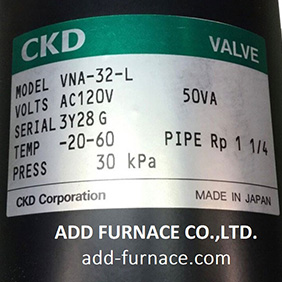 CKD VALVE
MODEL VNA-32-L
VOLTS AC120V 50VA
SERIAL 3Y28G
TEMP -20-60 PIPE Rp 1 1/4
PRESS 30 kPa
CKD Corporation MADE IN JAPAN
ADD FURNACE CO.,LTD.
add-furnace.com